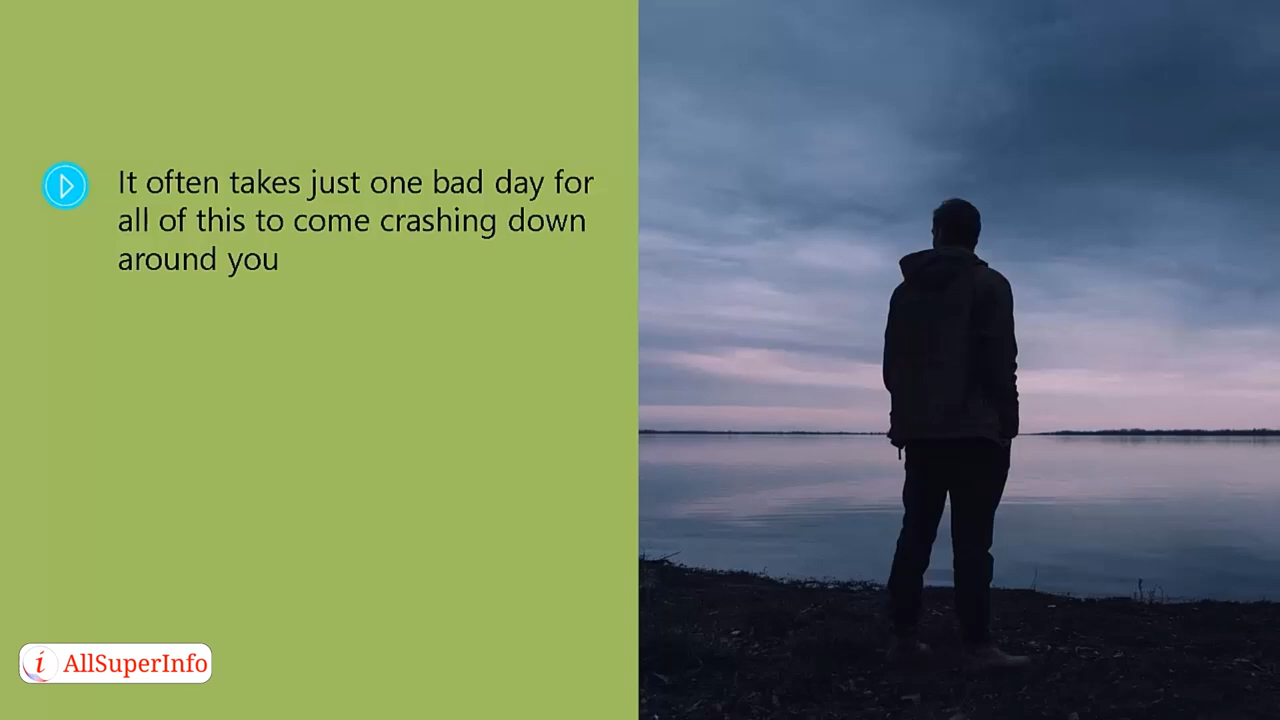 It often takes just one bad day for
all of this to come crashing down
around you
i AllSuperInfo